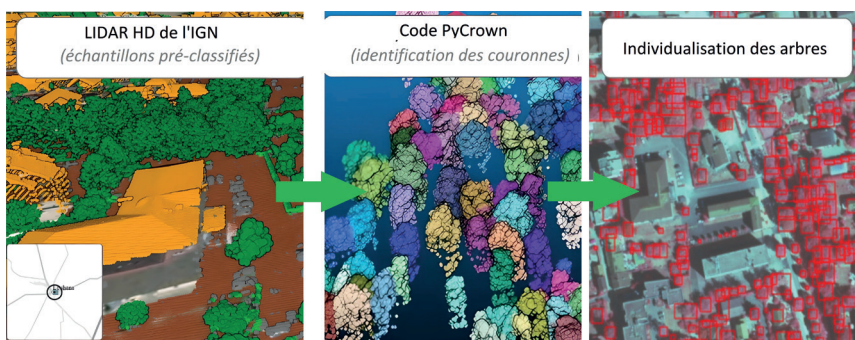 LIDAR HD de l'IGN
(échantillons pré-classifiés)
Code PyCrown
(identification des couronnes)
Individualisation des arbres